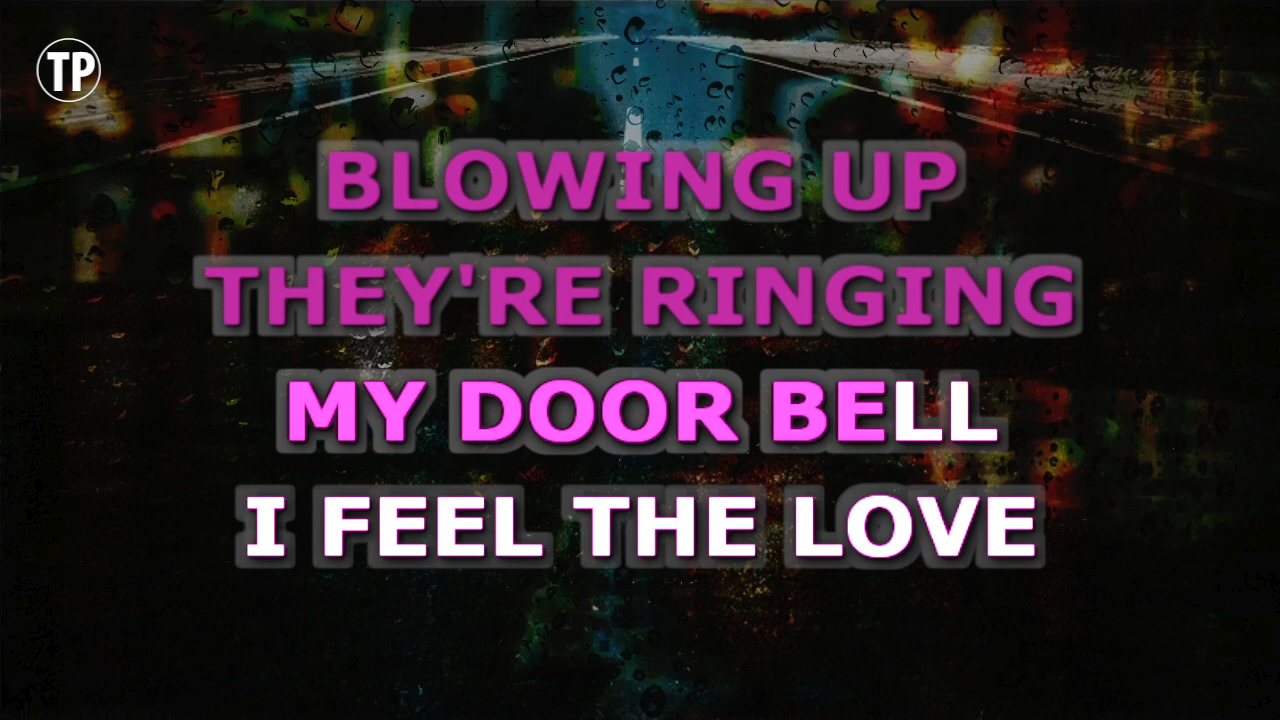 TP
BLOWING UP
THEY'RE RINGING
MY DOOR BELL
I FEEL THE LOVE